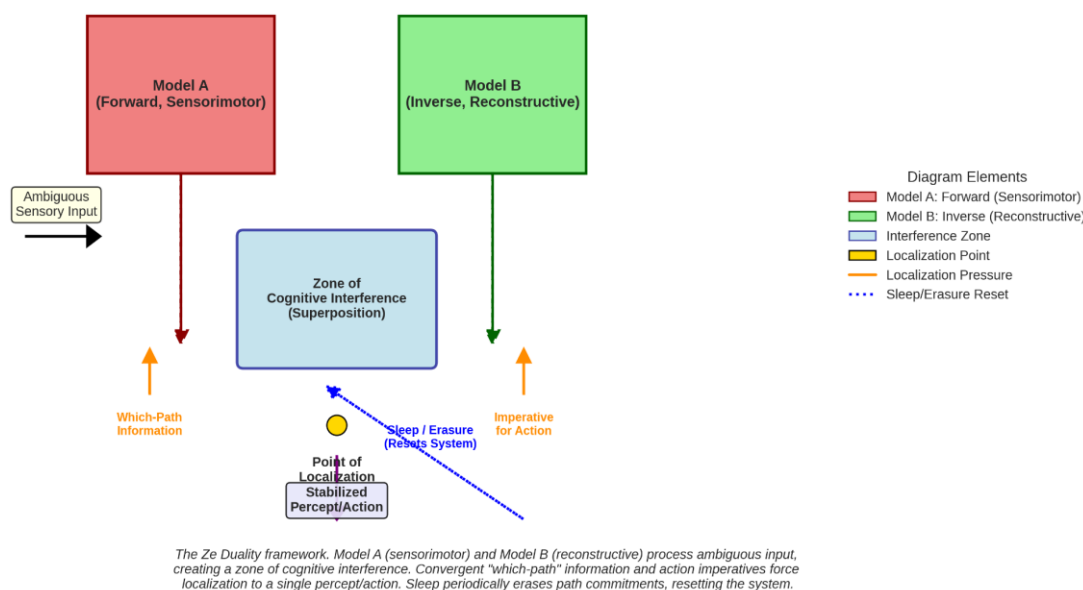 Model A
(Forward, Sensorimotor)
Model B
(Inverse, Reconstructive)
Ambiguous
Sensory Input
Zone of
Cognitive Interference
(Superposition)
Which-Path
Information
Imperative
for Action
Sleep / Erasure
(Resets System)
Point of
Localization
Stabilized
Percept/Action
Diagram Elements
Model A: Forward (Sensorimotor)
Model B: Inverse (Reconstructive)
Interference Zone
Localization Point
Localization Pressure
Sleep/Erasure Reset
The Ze Duality framework. Model A (sensorimotor) and Model B (reconstructive) process ambiguous input,
creating a zone of cognitive interference. Convergent "which-path" information and action imperatives force
localization to a single percept/action. Sleep periodically erases path commitments, resetting the system.